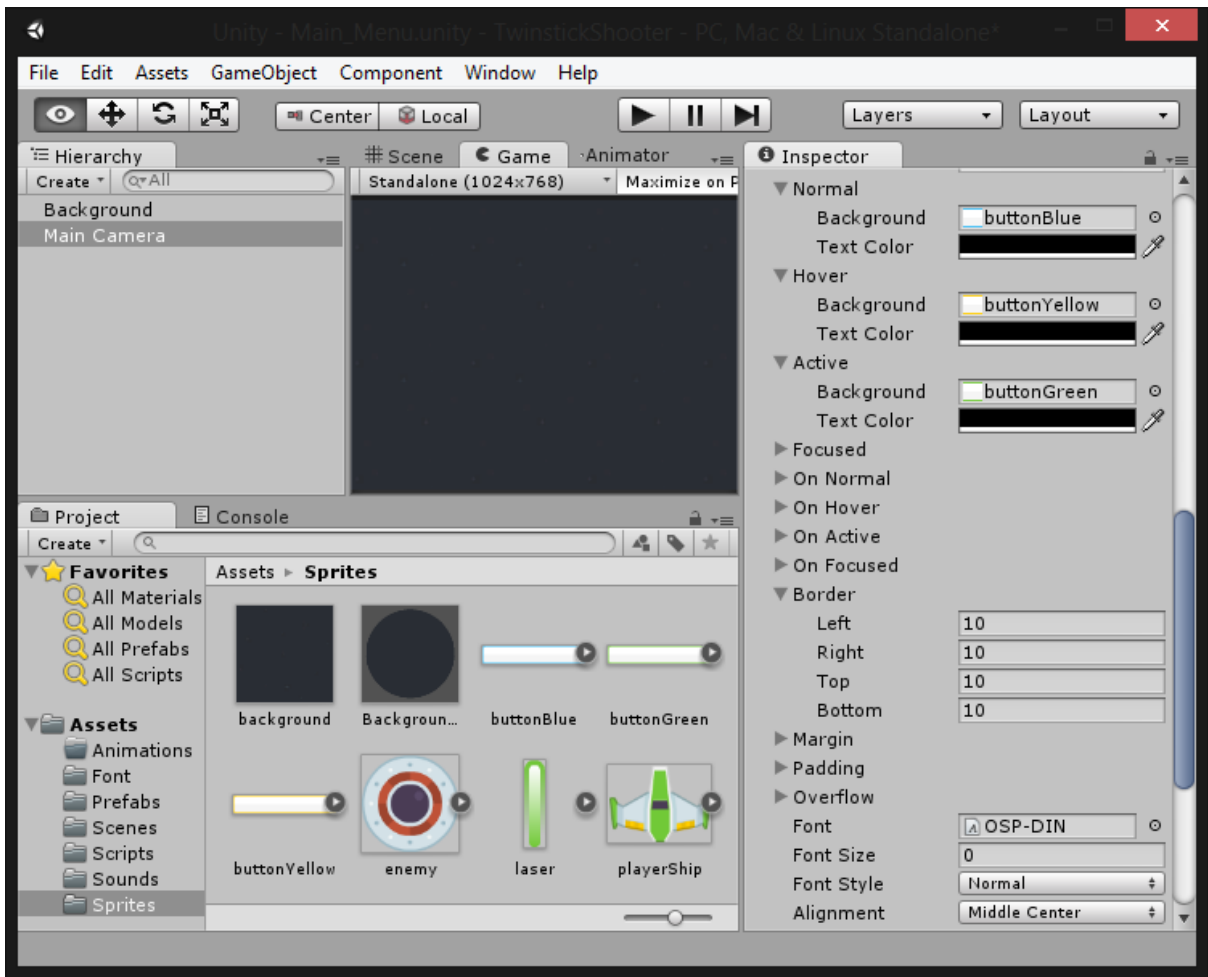 Unity - Main_Menu.unity - TwinstickShooter - PC, Mac & Linux Standalone*
File Edit Assets GameObject Component Window Help
Center Local Layers Layout
Hierarchy
Create All
Background
Main Camera
Scene Game Animator
Standalone (1024x768) Maximize on P
Inspector
Normal
Background buttonBlue
Text Color
Hover
Background buttonYellow
Text Color
Active
Background buttonGreen
Text Color
Focused
On Normal
On Hover
On Active
On Focused
Border
Left 10
Right 10
Top 10
Bottom 10
Margin
Padding
Overflow
Font OSP-DIN
Font Size 0
Font Style Normal
Alignment Middle Center
Project Console
Create
Favorites
All Materials
All Models
All Prefabs
All Scripts
Assets
Animations
Font
Prefabs
Scenes
Scripts
Sounds
Sprites
Assets Sprites
background Backgroun... buttonBlue buttonGreen
buttonYellow enemy laser playerShip